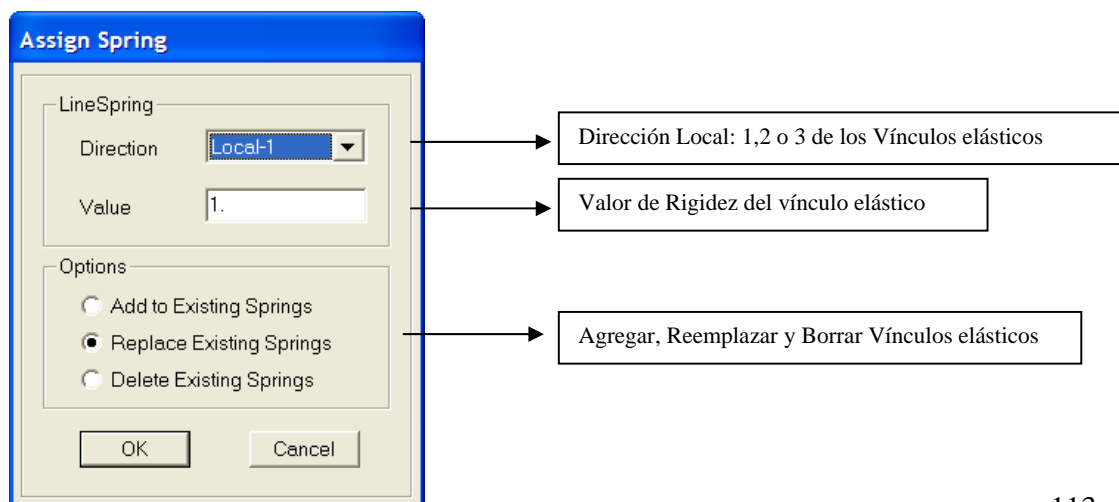 Assign Spring
LineSpring
Direction
Local-1
Dirección Local: 1,2 o 3 de los Vínculos elásticos
Value
1.
Valor de Rigidez del vínculo elástico
Options
Add to Existing Springs
Replace Existing Springs
Delete Existing Springs
Agregar, Reemplazar y Borrar Vínculos elásticos
OK
Cancel